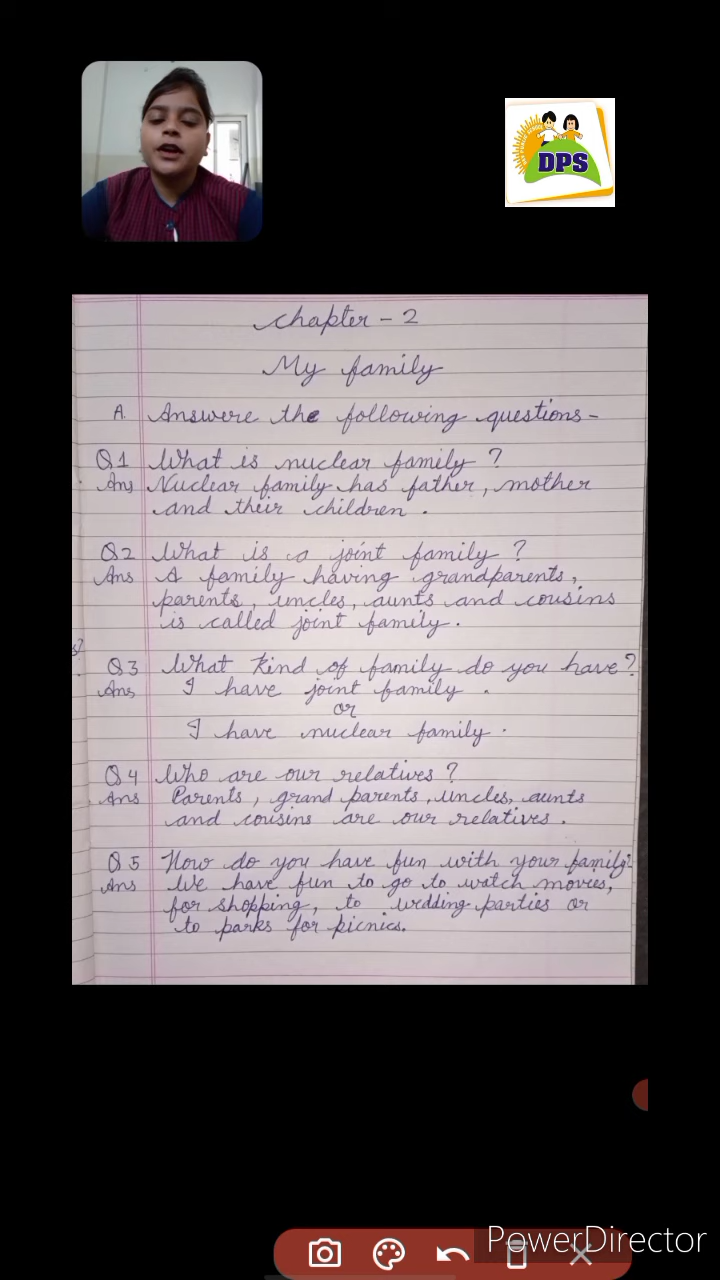 DPS
Chapter - 2
My family
A. Answere the following questions -
Q1 What is nuclear family ?
Ans Nuclear family has father, mother
and their children .
Q2 What is a joint family ?
Ans A family having grandparents,
parents, uncles, aunts and cousins
is called joint family.
s?
Q3 What kind of family do you have?
Ans I have joint family .
or
I have nuclear family .
Q4 Who are our relatives ?
Ans Parents, grand parents, uncles, aunts
and cousins are our relatives .
Q5 How do you have fun with your family?
Ans We have fun to go to watch movies,
for shopping, to wedding parties or
to parks for picnics.
PowerDirector